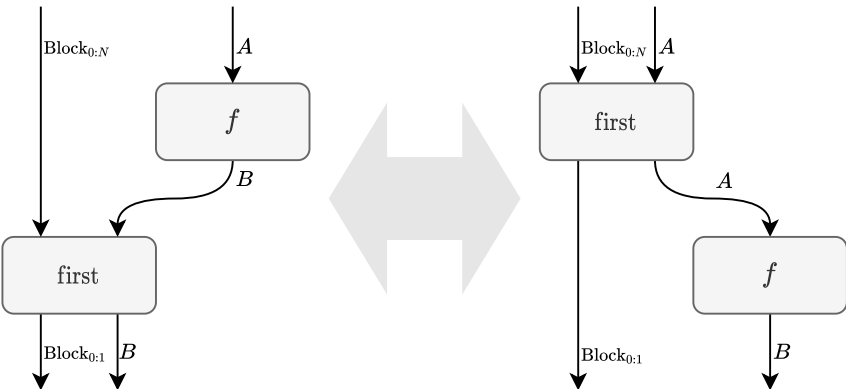 Block₀:N A Block₀:N A
f first
B A
first f
Block₀:₁ B Block₀:₁ B